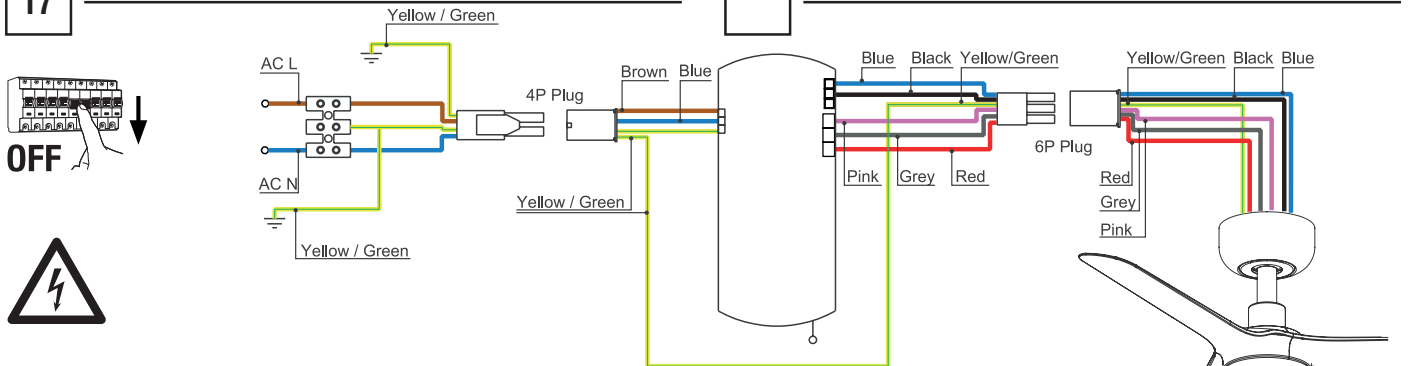 17
OFF
Yellow / Green
AC L
AC N
Yellow / Green
4P Plug
Brown
Blue
Yellow / Green
Blue
Black
Yellow/Green
Pink
Grey
Red
6P Plug
Yellow/Green
Black
Blue
Red
Grey
Pink